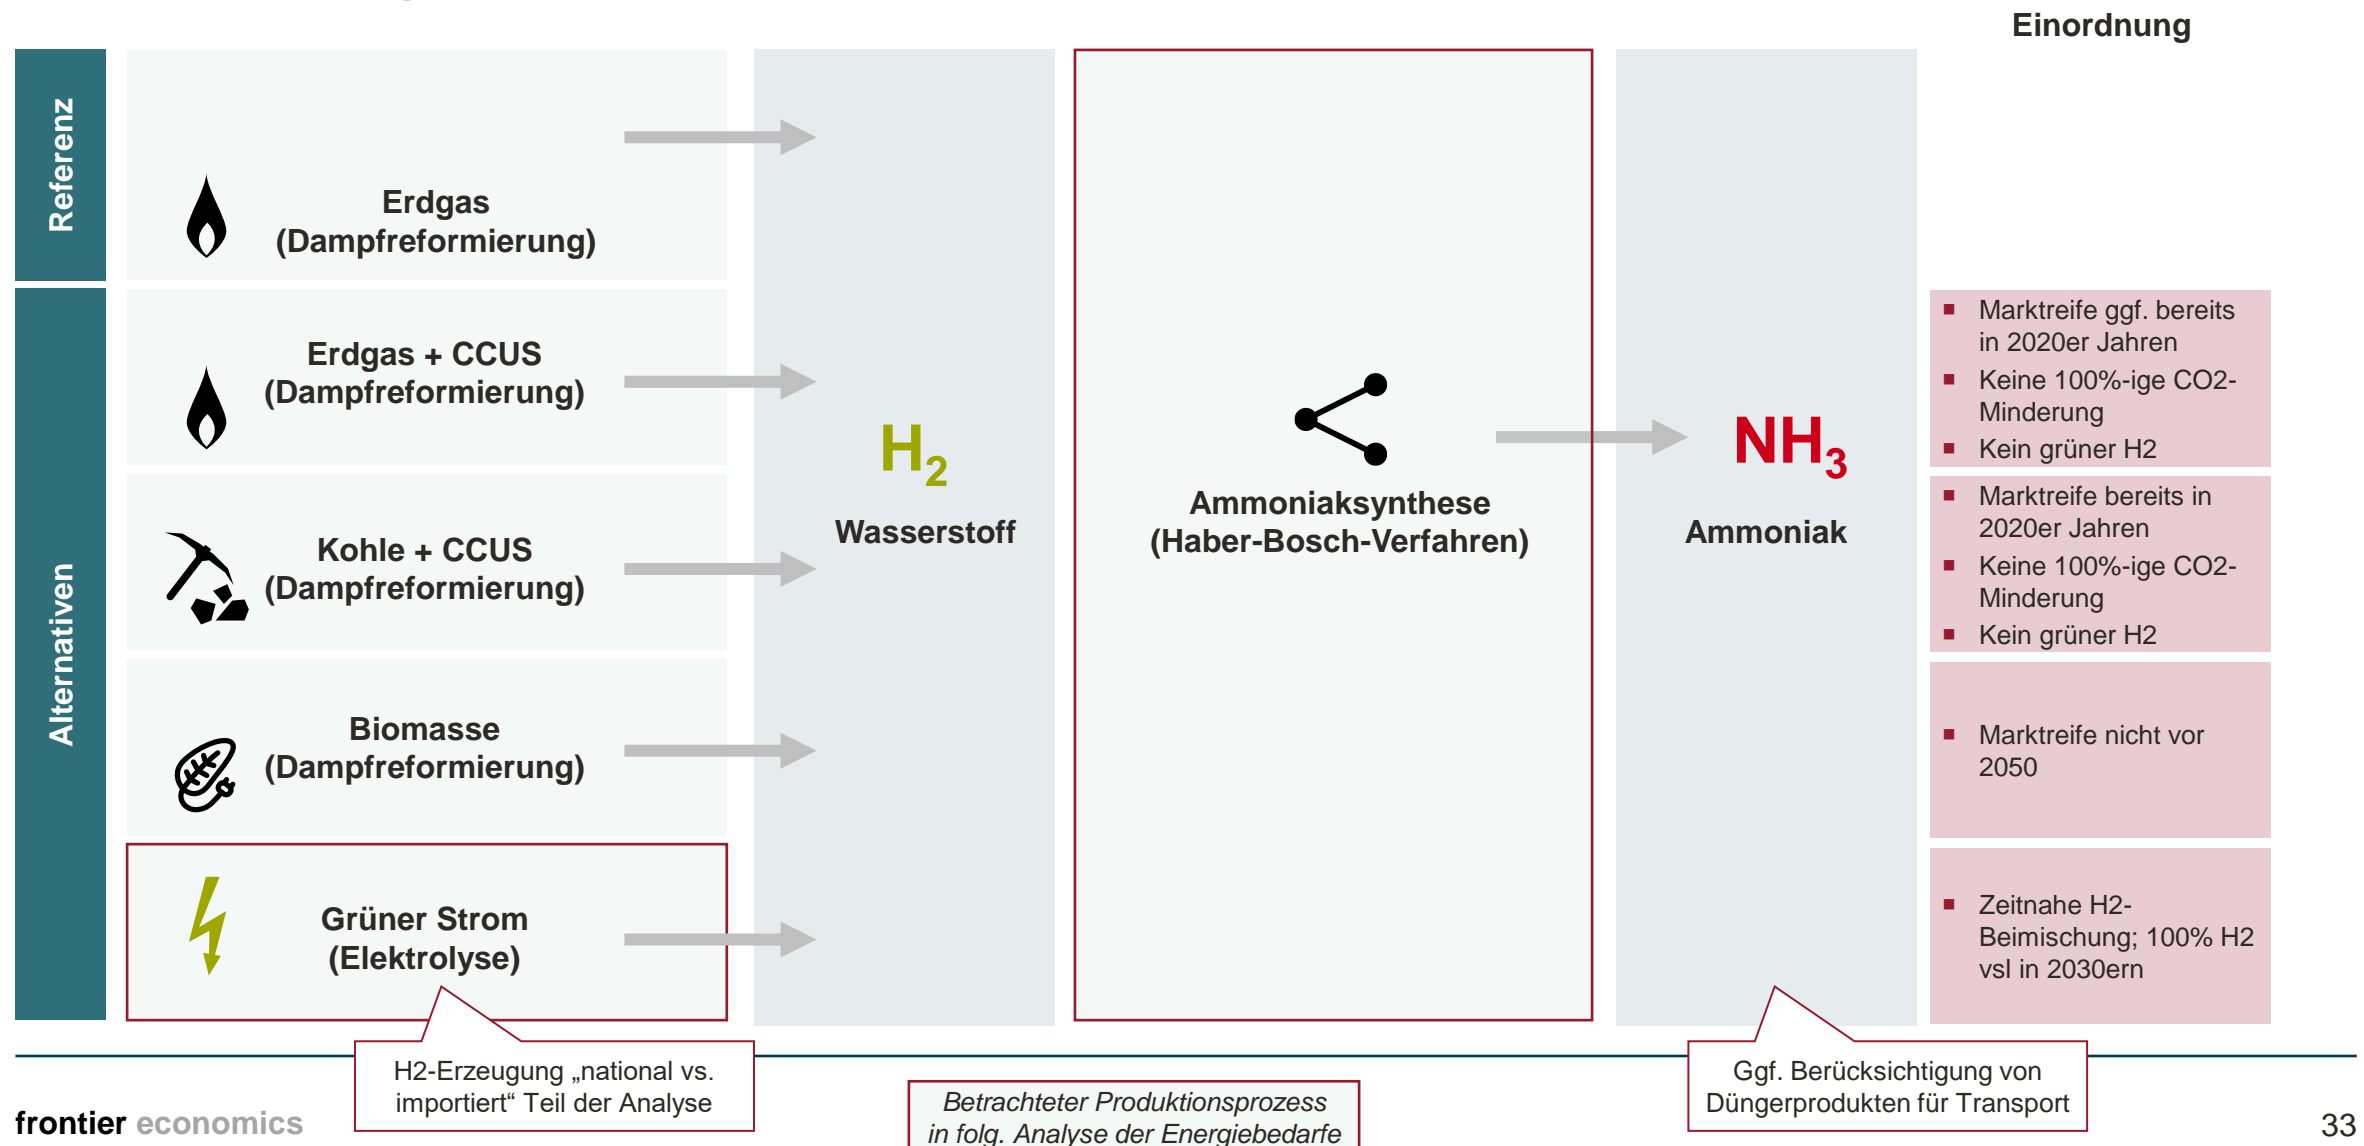 Einordnung
Referenz
Erdgas
(Dampfreformierung)
Alternativen
Erdgas + CCUS
(Dampfreformierung)
Kohle + CCUS
(Dampfreformierung)
Biomasse
(Dampfreformierung)
Grüner Strom
(Elektrolyse)
H2
Wasserstoff
Ammoniaksynthese
(Haber-Bosch-Verfahren)
NH3
Ammoniak
Marktreife ggf. bereits
in 2020er Jahren
Keine 100%-ige CO2-
Minderung
Kein grüner H2
Marktreife bereits in
2020er Jahren
Keine 100%-ige CO2-
Minderung
Kein grüner H2
Marktreife nicht vor
2050
Zeitnahe H2-
Beimischung; 100% H2
vsl in 2030ern
H2-Erzeugung „national vs.
importiert“ Teil der Analyse
Ggf. Berücksichtigung von
Düngerprodukten für Transport
Betrachteter Produktionsprozess
in folg. Analyse der Energiebedarfe
frontier economics
33